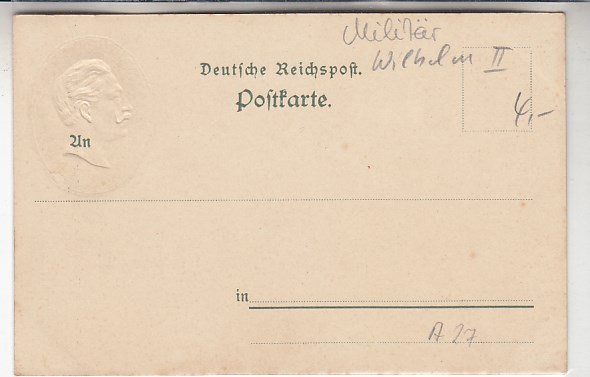 Militär
Wilhelm II
Deutsche Reichspost.
Postkarte.
4,-
An
in
A 27